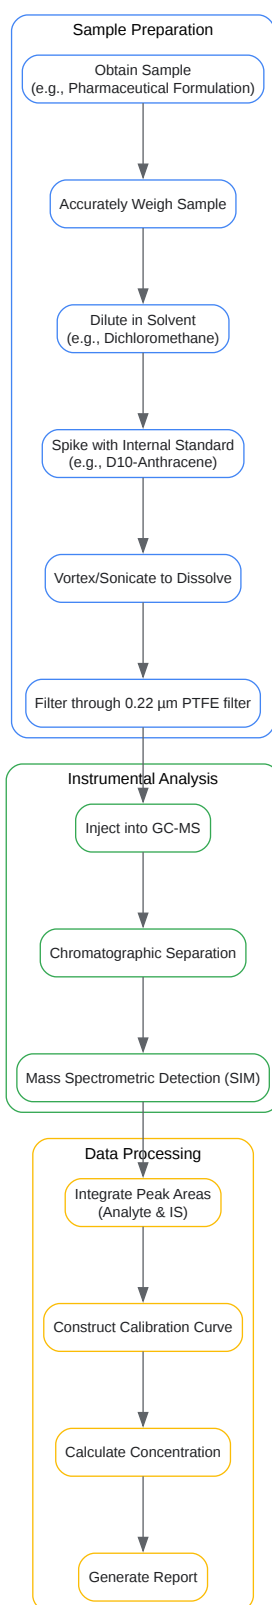 Sample Preparation
Obtain Sample
(e.g., Pharmaceutical Formulation)
Accurately Weigh Sample
Dilute in Solvent
(e.g., Dichloromethane)
Spike with Internal Standard
(e.g., D10-Anthracene)
Vortex/Sonicate to Dissolve
Filter through 0.22 µm PTFE filter
Instrumental Analysis
Inject into GC-MS
Chromatographic Separation
Mass Spectrometric Detection (SIM)
Data Processing
Integrate Peak Areas
(Analyte & IS)
Construct Calibration Curve
Calculate Concentration
Generate Report